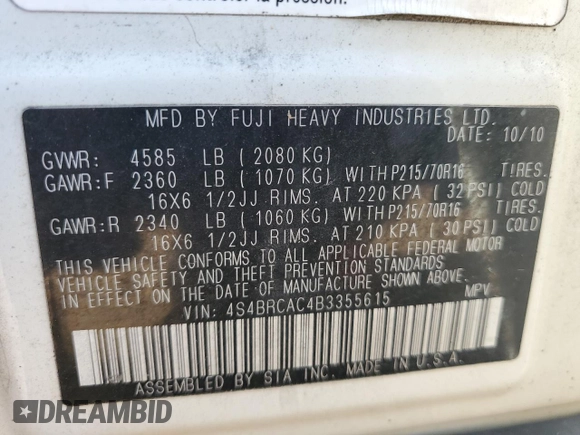 MFD BY FUJI HEAVY INDUSTRIES LTD.
DATE: 10/10
GVWR: 4585 LB ( 2080 KG)
GAWR:F 2360 LB ( 1070 KG) WITH P215/70R16 TIRES.
16X6 1/2JJ RIMS. AT 220 KPA ( 32 PSI) COLD
GAWR:R 2340 LB ( 1060 KG) WITH P215/70R16 TIRES.
16X6 1/2JJ RIMS. AT 210 KPA ( 30 PSI) COLD
THIS VEHICLE CONFORMS TO ALL APPLICABLE FEDERAL MOTOR
VEHICLE SAFETY AND THEFT PREVENTION STANDARDS
IN EFFECT ON THE DATE OF MANUFACTURE SHOWN ABOVE.
VIN: 4S4BRCAC4B3355615 MPV
ASSEMBLED BY SIA INC. MADE IN U.S.A.
DREAMBID